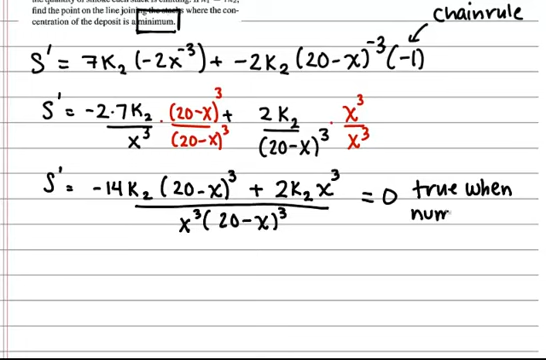 find the point on the line joining the stacks where the con-
centration of the deposit is a minimum.
chainrule
S' = 7K₂(-2x⁻³) + -2K₂(20-x)⁻³(-1)
S' = -2·7K₂/x³ · (20-x)³/(20-x)³ + 2K₂/(20-x)³ · x³/x³
S' = -14K₂(20-x)³ + 2K₂x³ / x³(20-x)³ = 0 true when
num